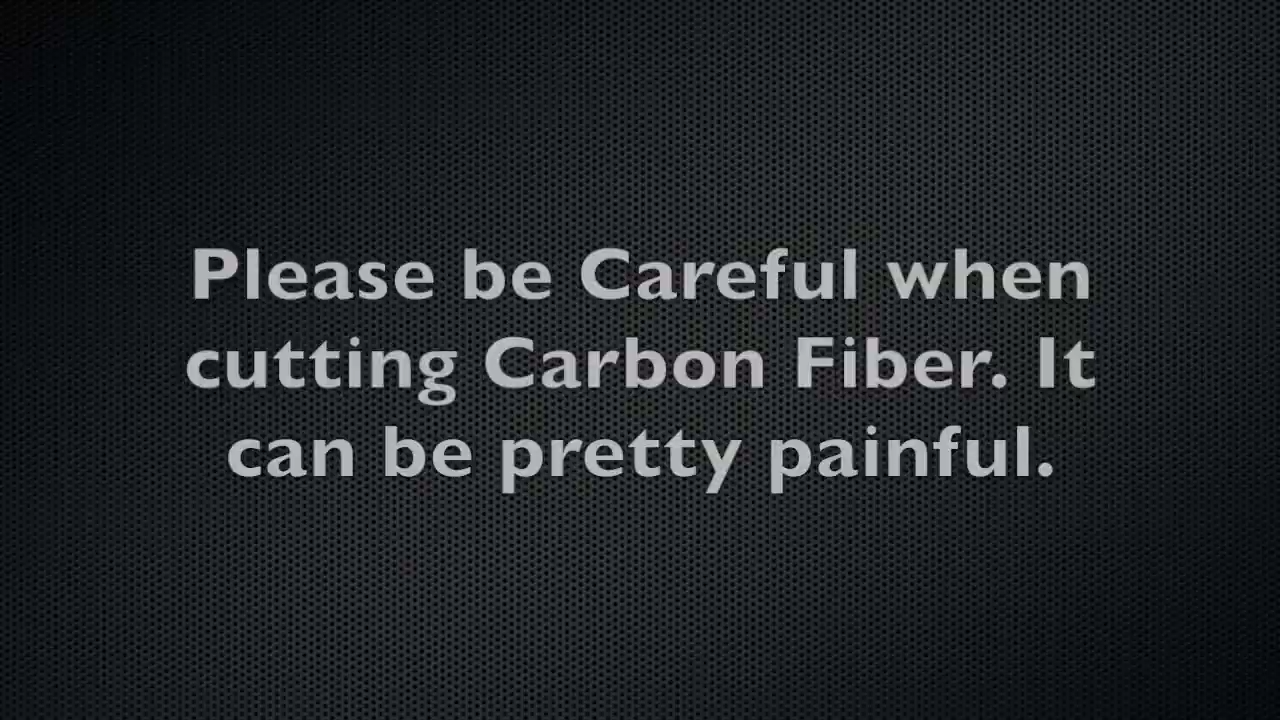 Please be Careful when
cutting Carbon Fiber. It
can be pretty painful.